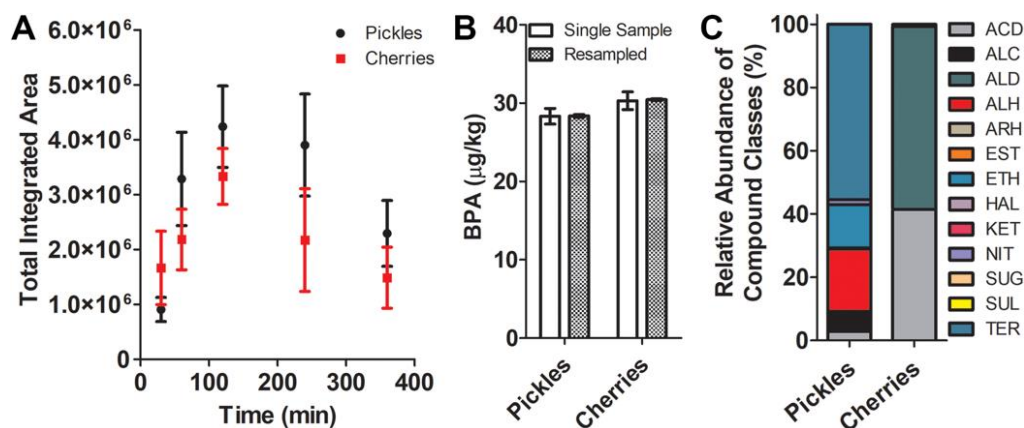 A
Total Integrated Area
6.0×10⁶
5.0×10⁶
4.0×10⁶
3.0×10⁶
2.0×10⁶
1.0×10⁶
0
0
100
200
300
400
Time (min)
Pickles
Cherries
B
BPA (µg/kg)
40
30
20
10
0
Single Sample
Resampled
Pickles
Cherries
C
Relative Abundance of
Compound Classes (%)
100
80
60
40
20
0
Pickles
Cherries
ACD
ALC
ALD
ALH
ARH
EST
ETH
HAL
KET
NIT
SUG
SUL
TER